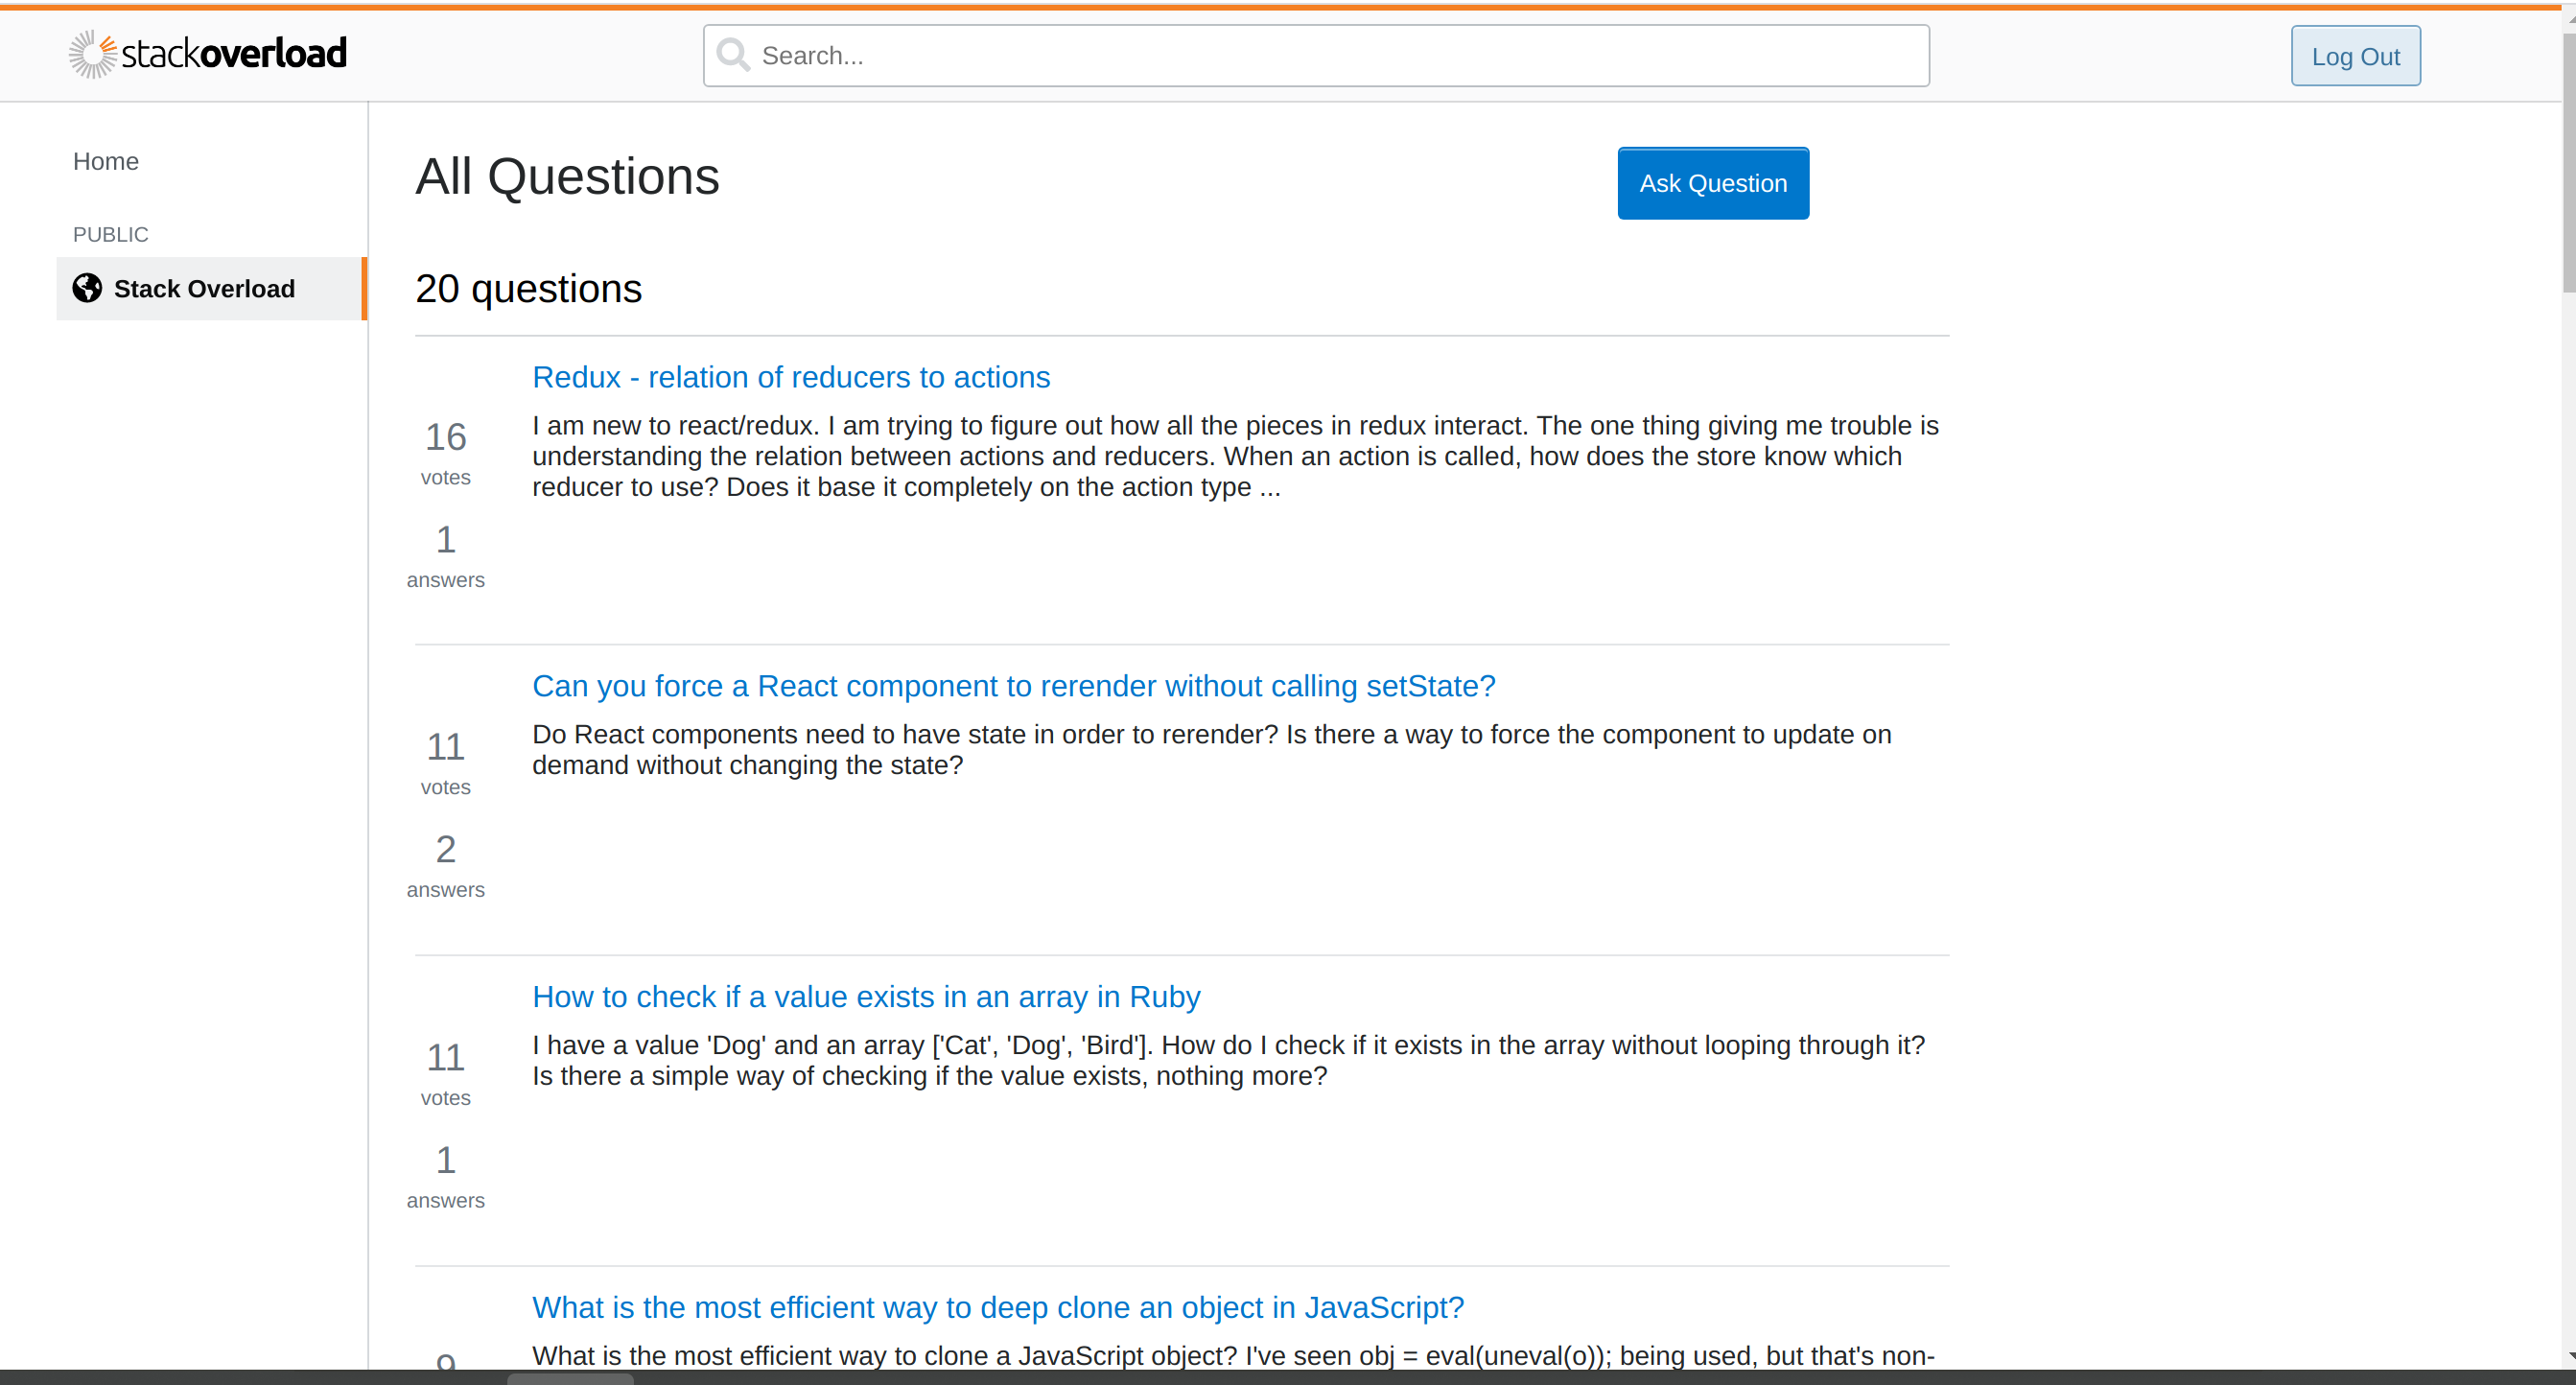 stackoverload
Search...
Log Out
Home
PUBLIC
Stack Overload
All Questions
Ask Question
20 questions
Redux - relation of reducers to actions
I am new to react/redux. I am trying to figure out how all the pieces in redux interact. The one thing giving me trouble is
understanding the relation between actions and reducers. When an action is called, how does the store know which
reducer to use? Does it base it completely on the action type ...
16
votes
1
answers
Can you force a React component to rerender without calling setState?
Do React components need to have state in order to rerender? Is there a way to force the component to update on
demand without changing the state?
11
votes
2
answers
How to check if a value exists in an array in Ruby
I have a value 'Dog' and an array ['Cat', 'Dog', 'Bird']. How do I check if it exists in the array without looping through it?
Is there a simple way of checking if the value exists, nothing more?
11
votes
1
answers
What is the most efficient way to deep clone an object in JavaScript?
What is the most efficient way to clone a JavaScript object? I've seen obj = eval(uneval(o)); being used, but that's non-
9